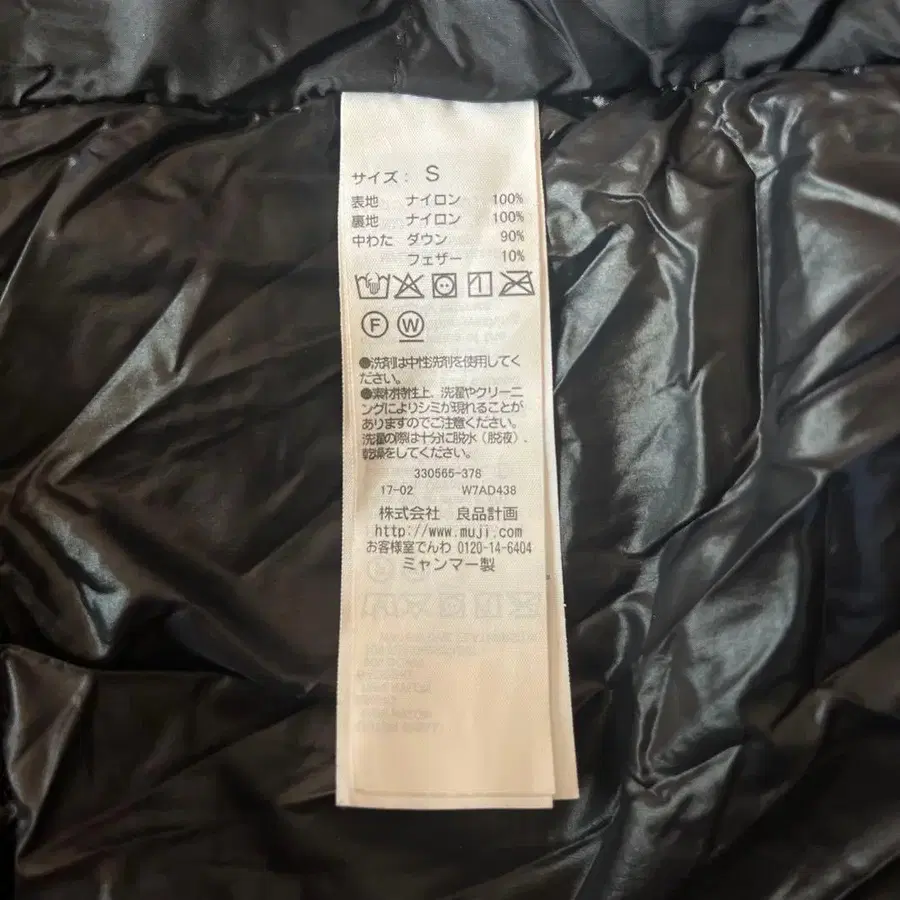 サイズ: S
表地 ナイロン 100%
裏地 ナイロン 100%
中わた ダウン 90%
フェザー 10%
F W
●洗剤は中性洗剤を使用してく
ださい。
●素材特性上、洗濯やクリーニ
ングによりシミが現れることが
ありますのでご注意ください。
洗濯の際は十分に脱水（脱液）、
乾燥をしてください。
330565-378
17-02 W7AD438
株式会社 良品計画
http://www.muji.com
お客様室でんわ 0120-14-6404
ミャンマー製